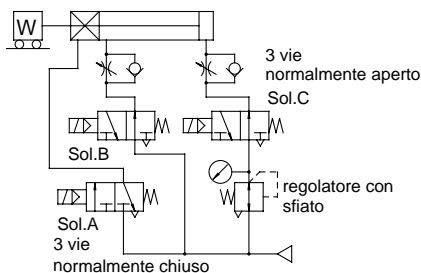 W
3 vie
normalmente aperto
Sol.C
Sol.B
regolatore con
sfiato
Sol.A
3 vie
normalmente chiuso